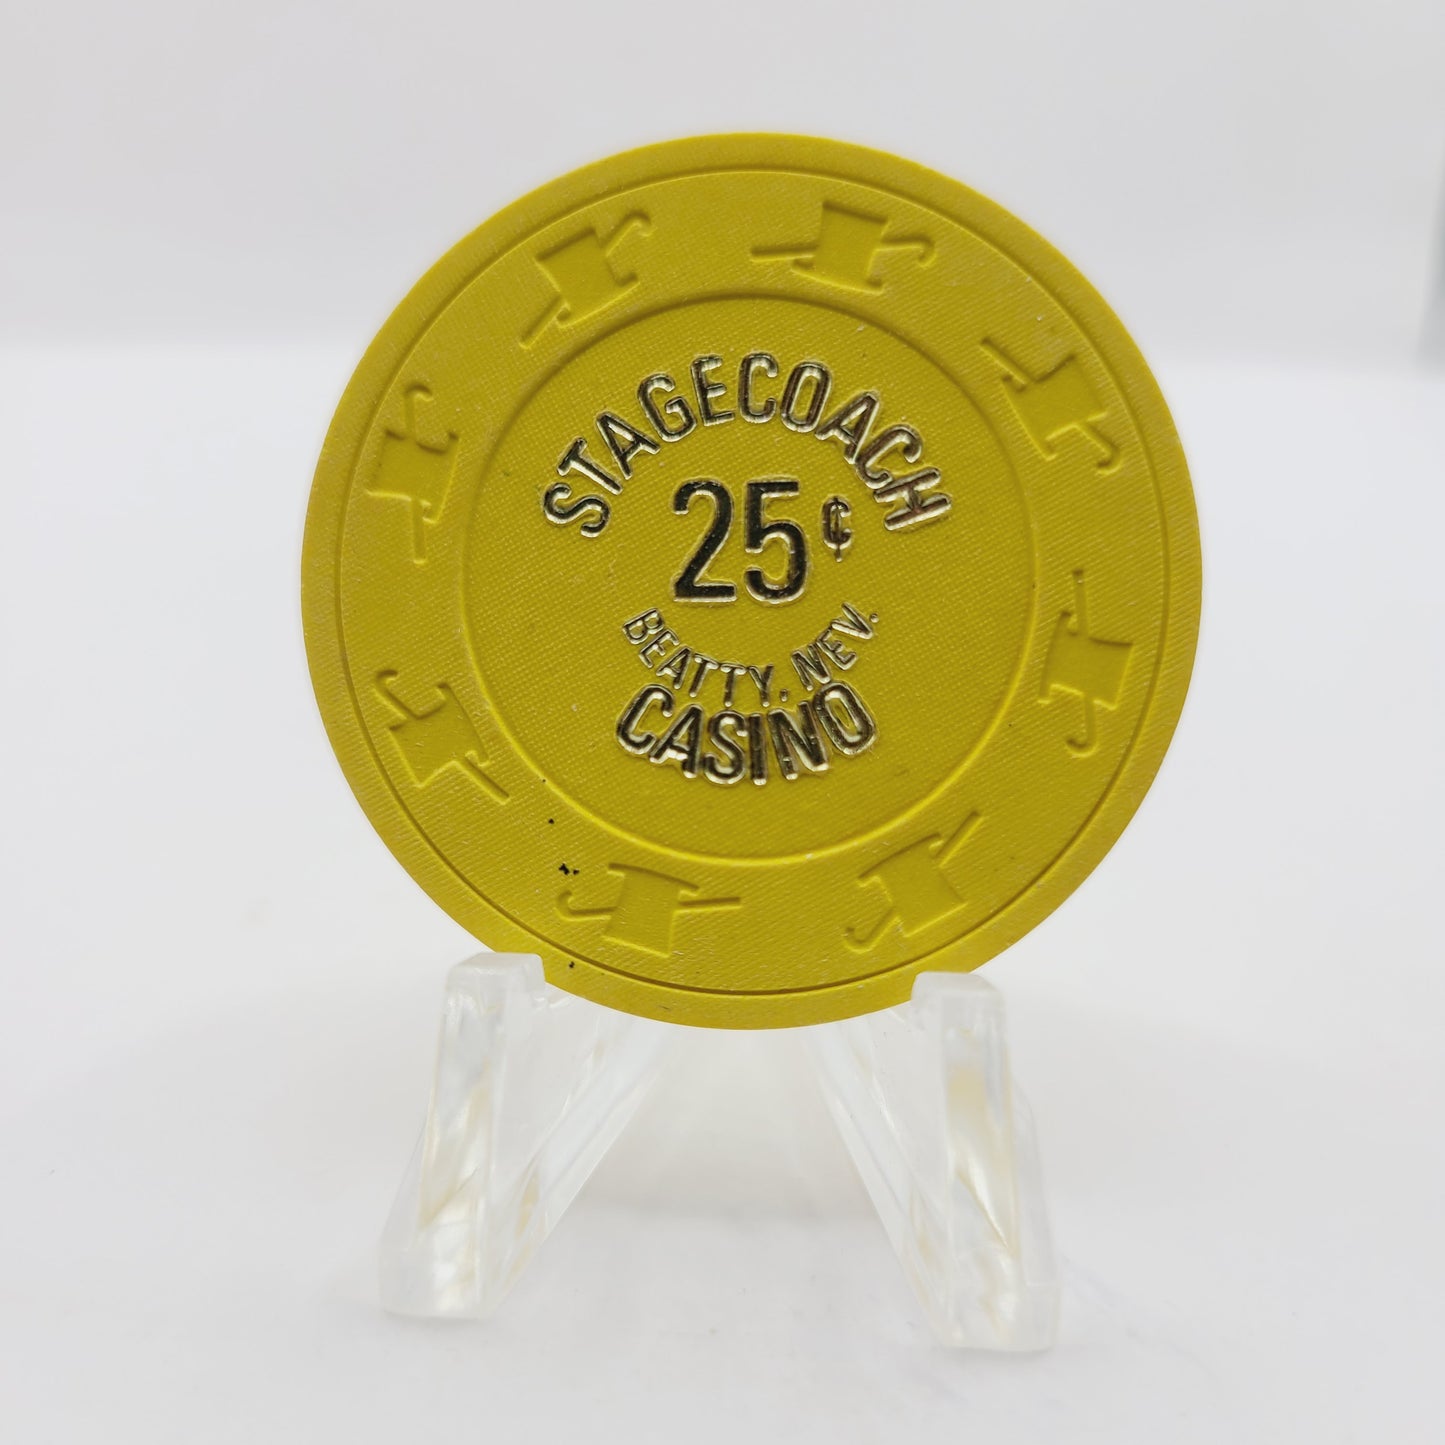 STAGECOACH
25¢
BEATTY, NEV.
CASINO